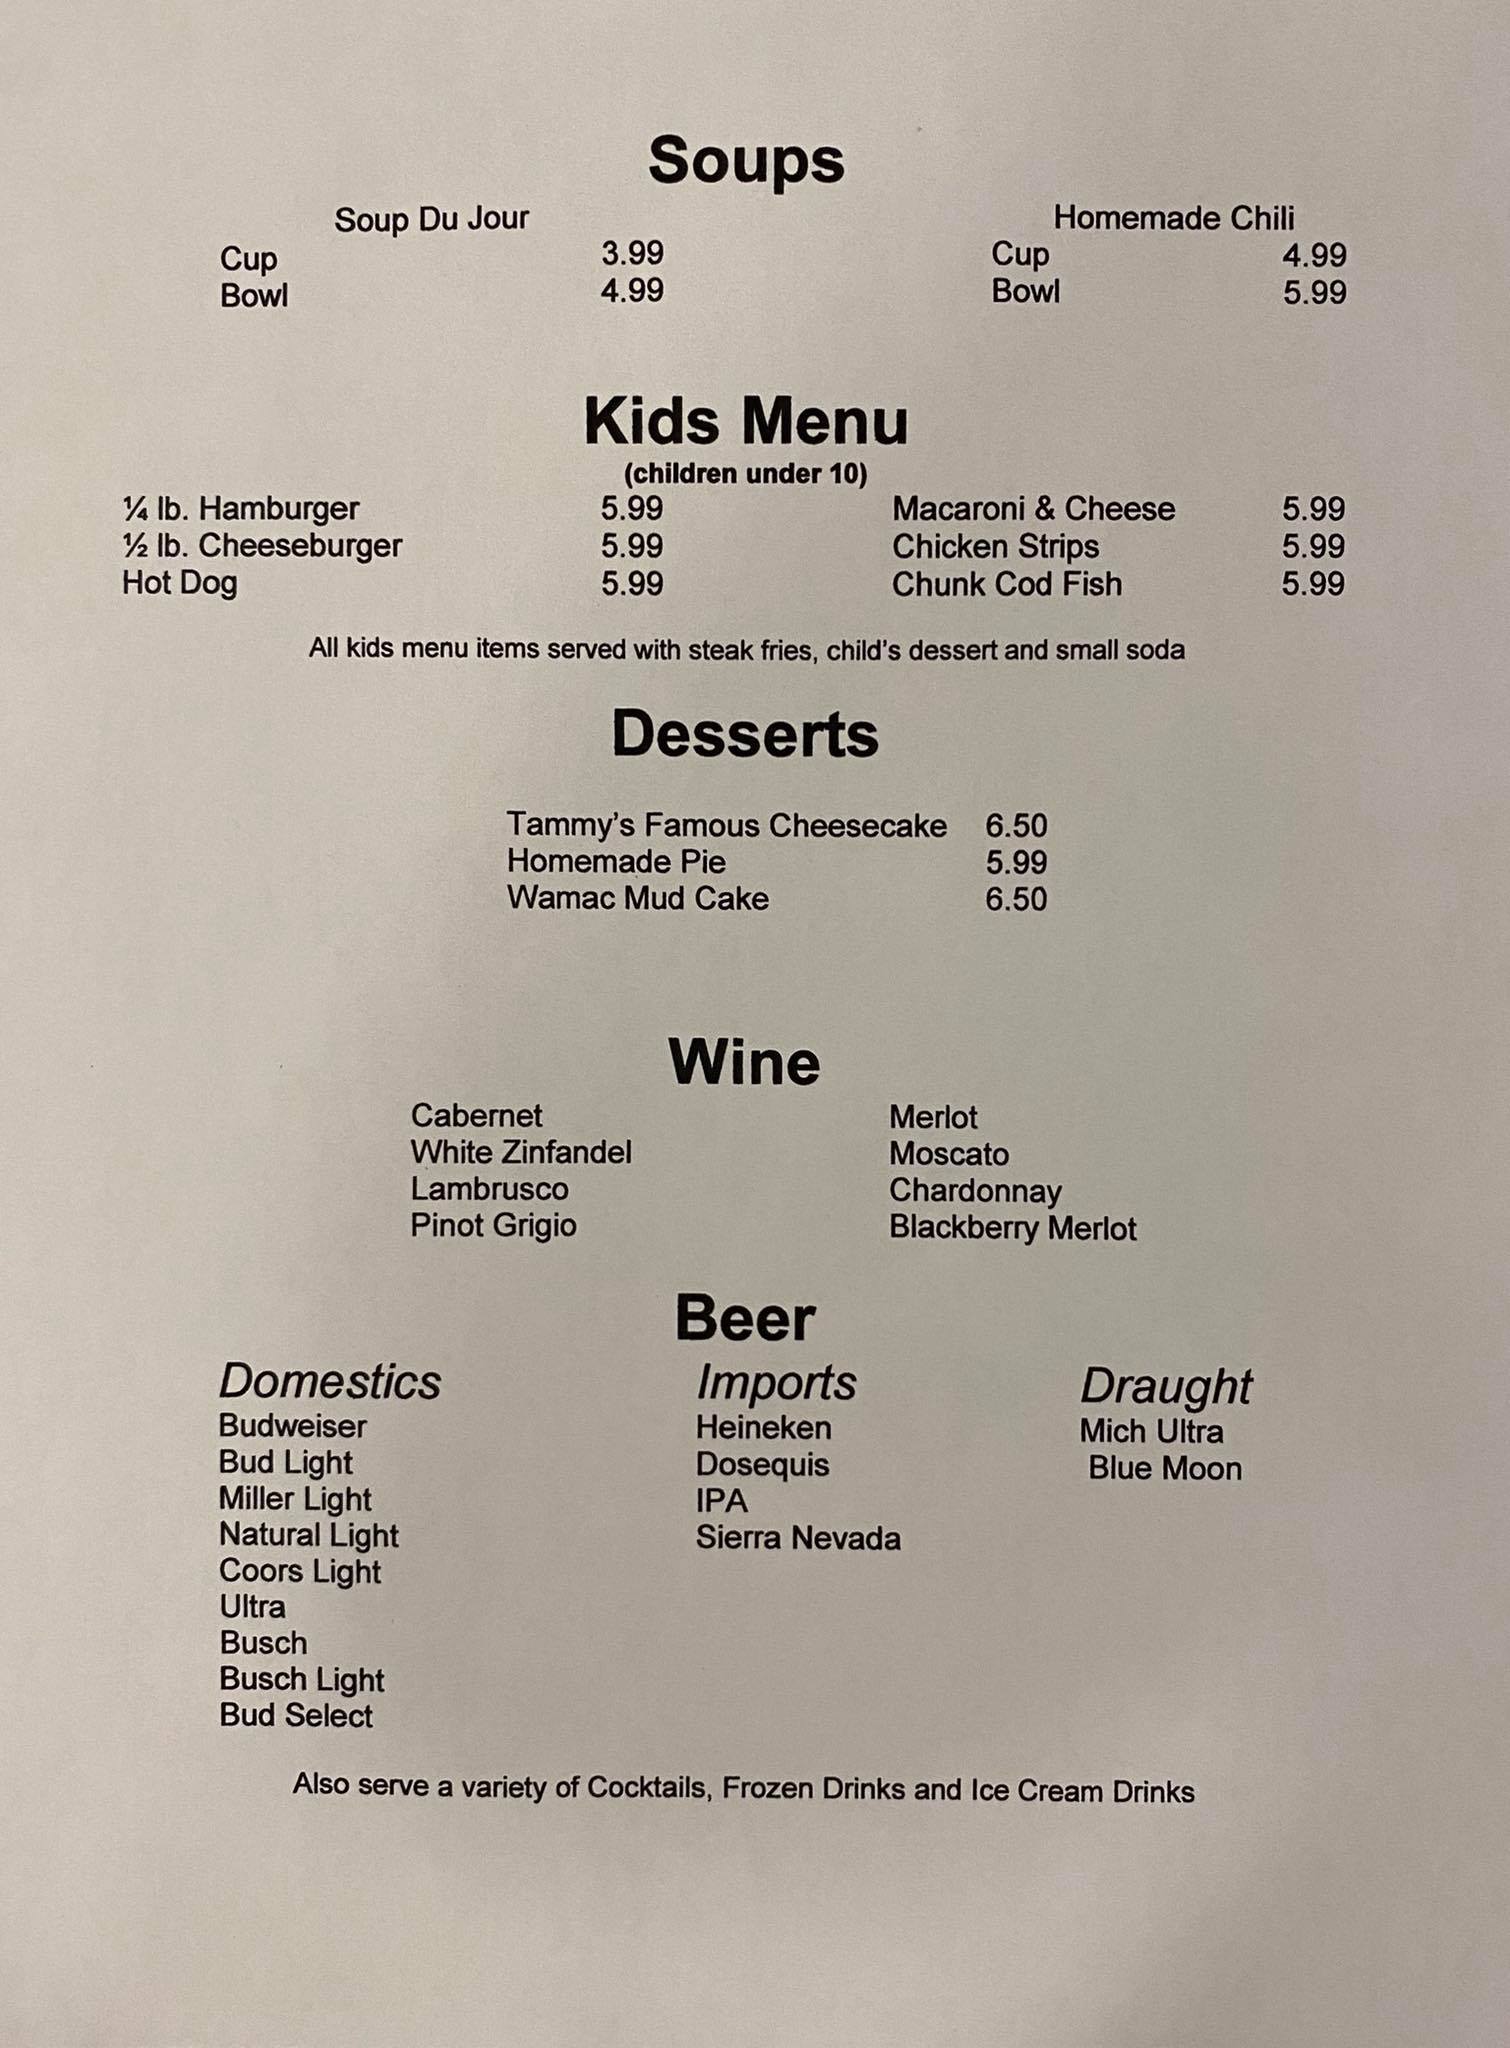 Soups
Soup Du Jour Homemade Chili
Cup 3.99 Cup 4.99
Bowl 4.99 Bowl 5.99
Kids Menu
(children under 10)
¼ lb. Hamburger 5.99 Macaroni & Cheese 5.99
½ lb. Cheeseburger 5.99 Chicken Strips 5.99
Hot Dog 5.99 Chunk Cod Fish 5.99
All kids menu items served with steak fries, child's dessert and small soda
Desserts
Tammy's Famous Cheesecake 6.50
Homemade Pie 5.99
Wamac Mud Cake 6.50
Wine
Cabernet Merlot
White Zinfandel Moscato
Lambrusco Chardonnay
Pinot Grigio Blackberry Merlot
Beer
Domestics Imports Draught
Budweiser Heineken Mich Ultra
Bud Light Dosequis Blue Moon
Miller Light IPA
Natural Light Sierra Nevada
Coors Light
Ultra
Busch
Busch Light
Bud Select
Also serve a variety of Cocktails, Frozen Drinks and Ice Cream Drinks